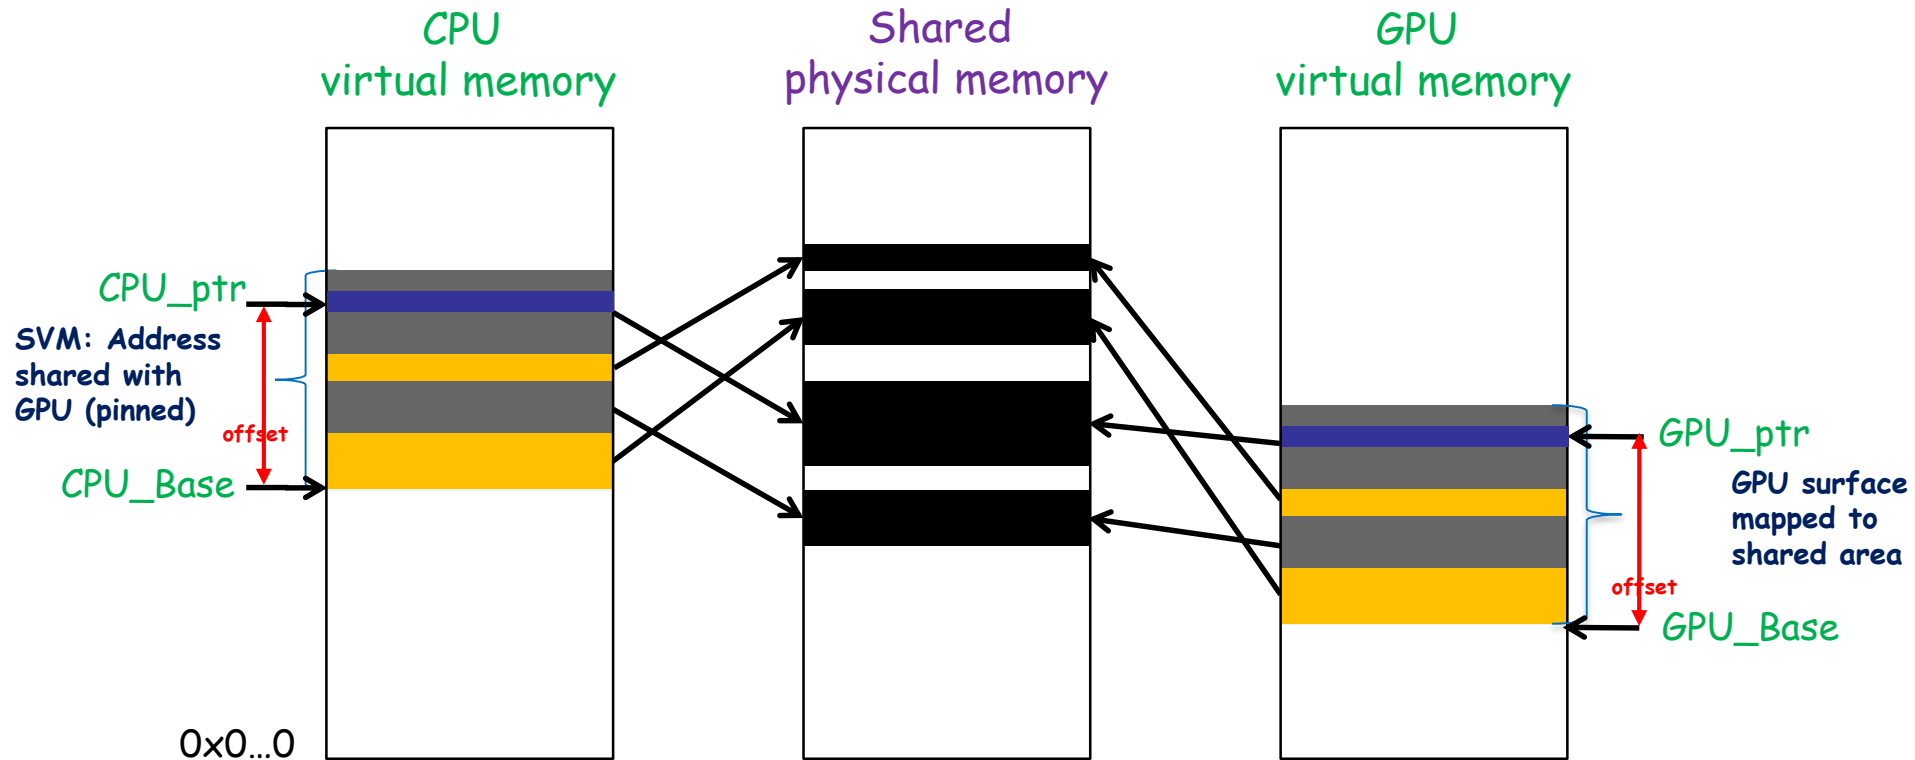 CPU
virtual memory
Shared
physical memory
GPU
virtual memory
CPU_ptr
SVM: Address
shared with
GPU (pinned)
offset
CPU_Base
0x0...0
GPU_ptr
GPU surface
mapped to
shared area
offset
GPU_Base